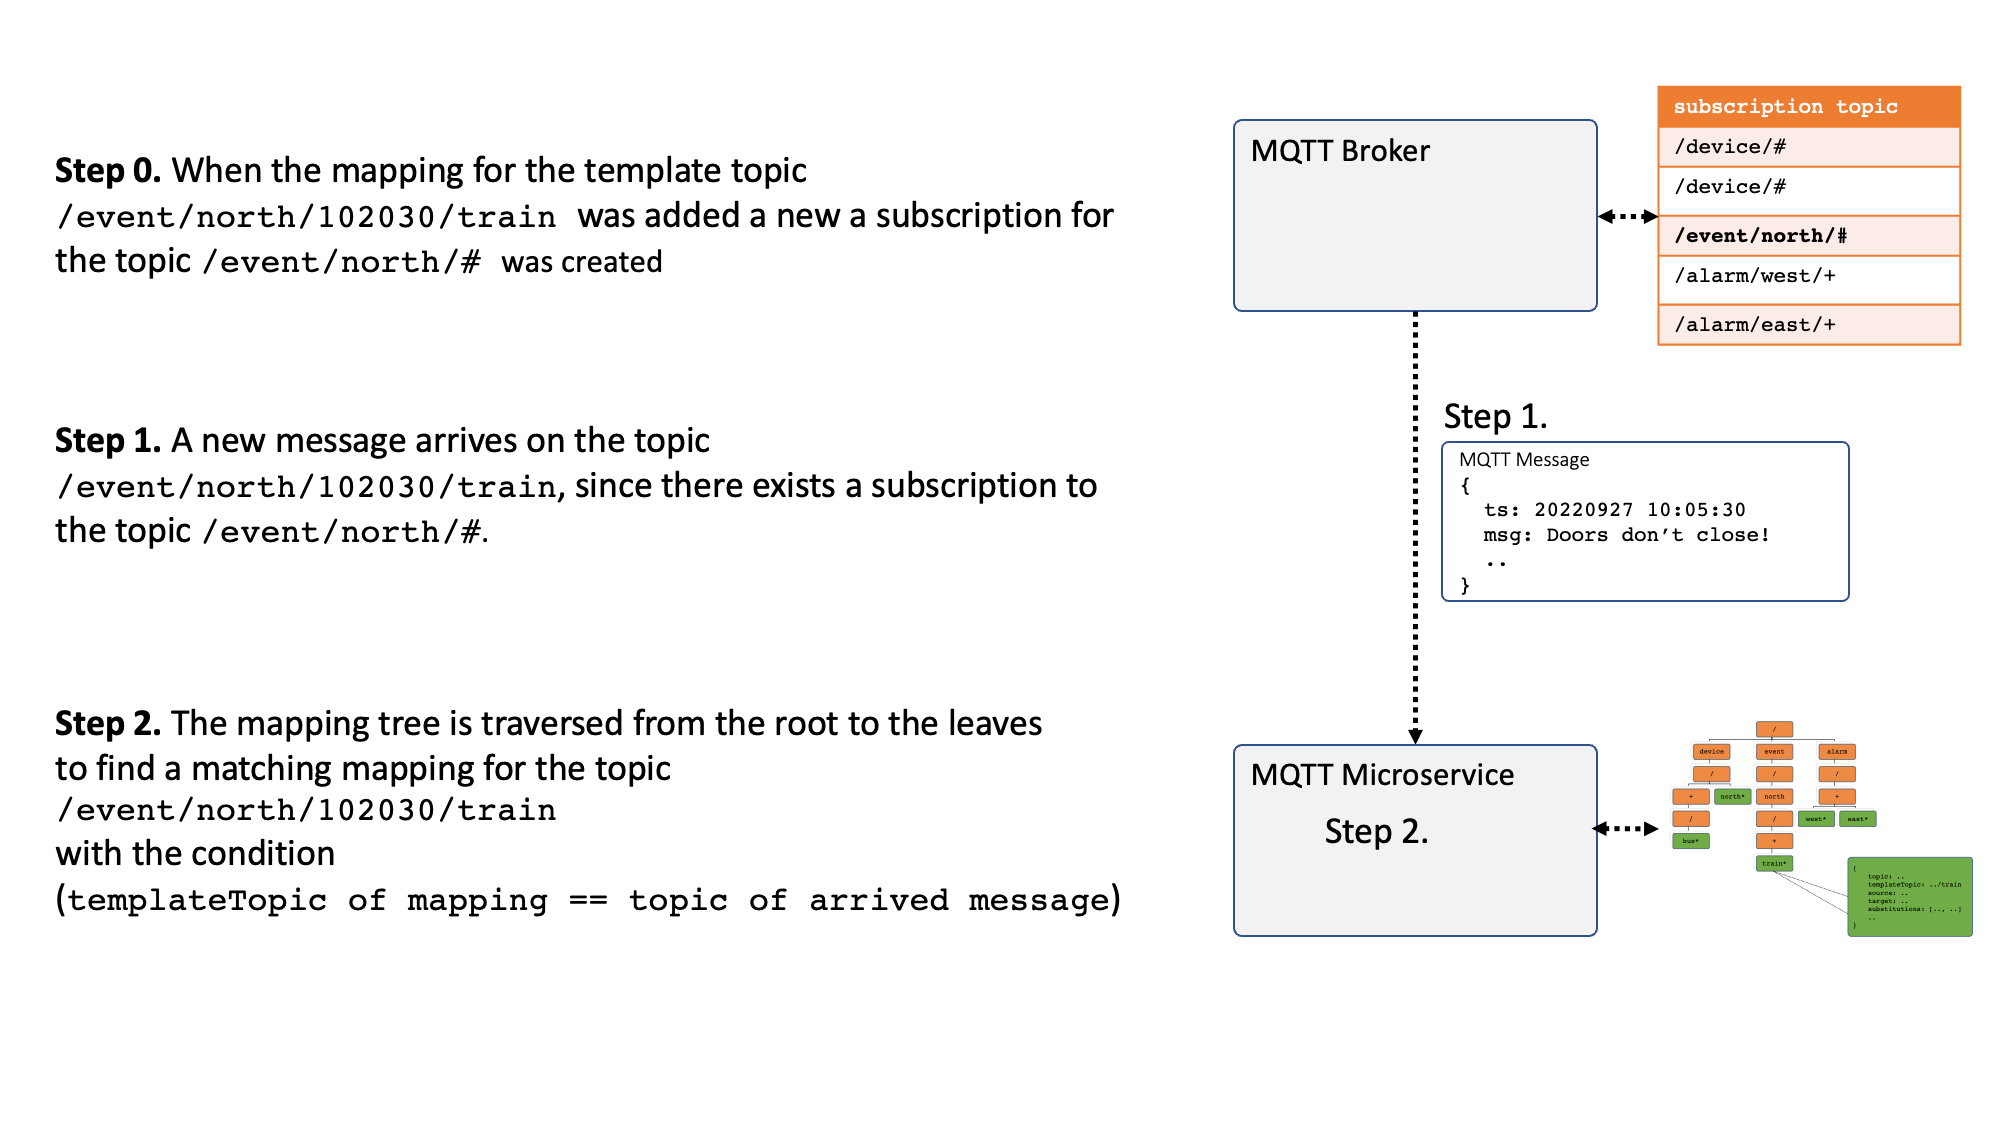 Step 0. When the mapping for the template topic
/event/north/102030/train was added a new a subscription for
the topic /event/north/# was created
Step 1. A new message arrives on the topic
/event/north/102030/train, since there exists a subscription to
the topic /event/north/#.
Step 2. The mapping tree is traversed from the root to the leaves
to find a matching mapping for the topic
/event/north/102030/train
with the condition
(templateTopic of mapping == topic of arrived message)
MQTT Broker
subscription topic
/device/#
/device/#
/event/north/#
/alarm/west/+
/alarm/east/+
Step 1.
MQTT Message
{
ts: 20220927 10:05:30
msg: Doors don’t close!
..
}
MQTT Microservice
Step 2.
/
device event alarm
/ / /
+ north* north +
/ / west* east*
bus* +
train*
{
topic: ..
templateTopic: ../train
source: ..
target: ..
substitutions: [.., ..]
..
}